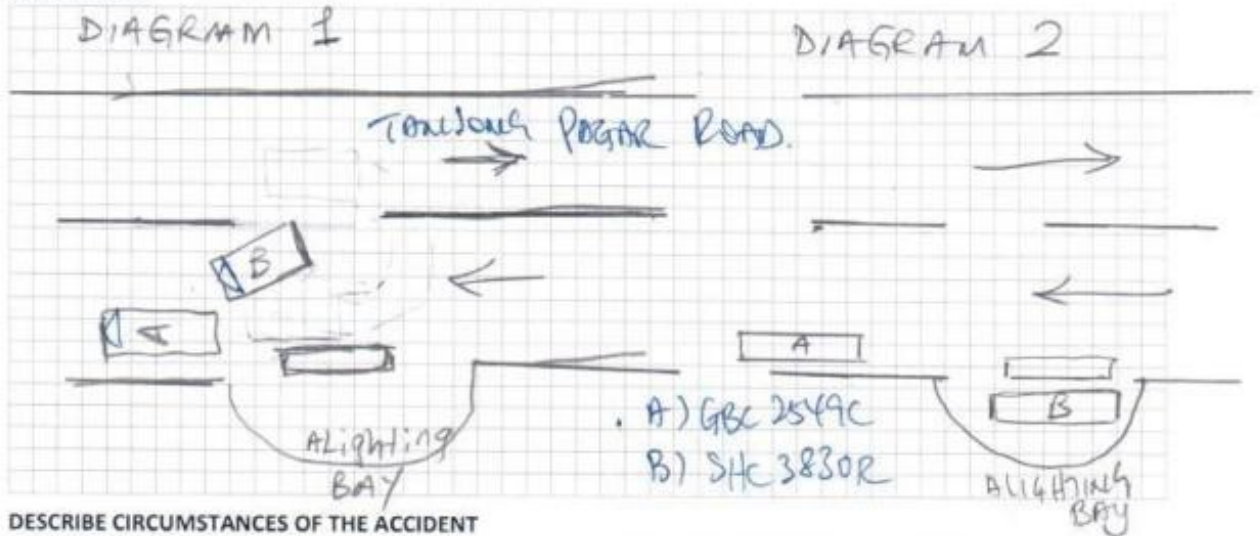 DIAGRAM 1
DIAGRAM 2
TANJONG PAGAR ROAD.
B
A
A
B
A) GBC 2549C
B) SHC 3830R
ALighting
BAY
ALIGHTING
BAY
DESCRIBE CIRCUMSTANCES OF THE ACCIDENT